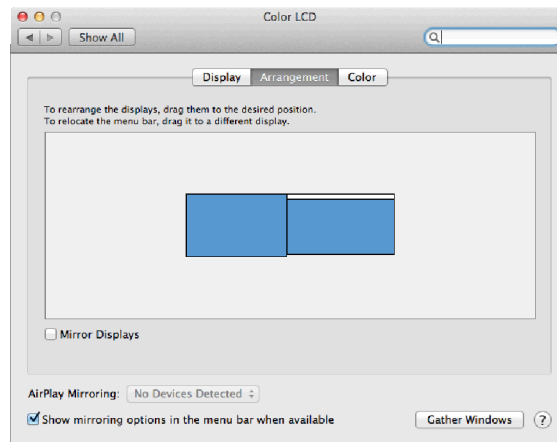 Color LCD
Show All
Display Arrangement Color
To rearrange the displays, drag them to the desired position.
To relocate the menu bar, drag it to a different display.
Mirror Displays
AirPlay Mirroring: No Devices Detected
Show mirroring options in the menu bar when available Gather Windows ?